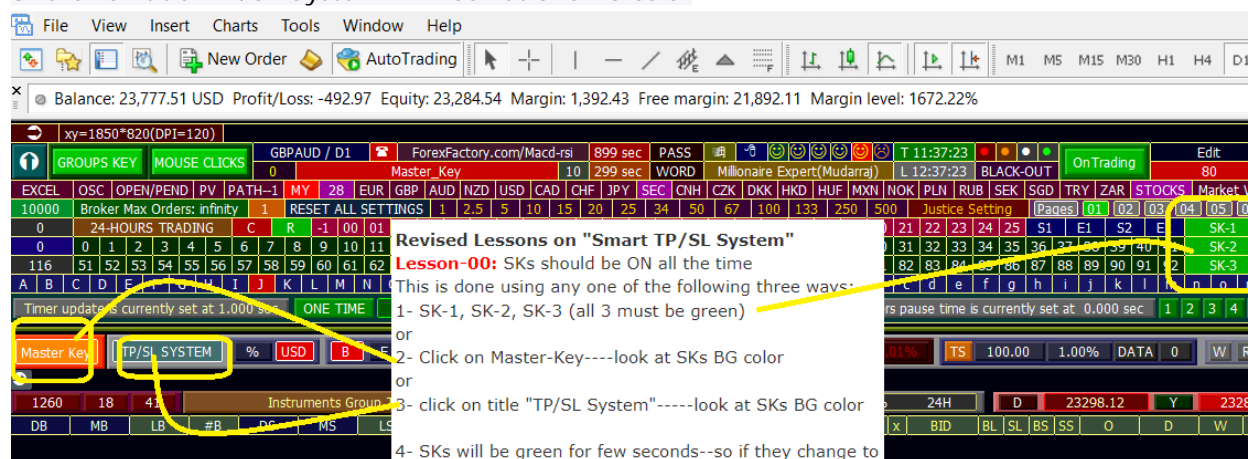 File View Insert Charts Tools Window Help
New Order AutoTrading M1 M5 M15 M30 H1 H4 D1
Balance: 23,777.51 USD Profit/Loss: -492.97 Equity: 23,284.54 Margin: 1,392.43 Free margin: 21,892.11 Margin level: 1672.22%
xy=1850*820(DPI=120)
GROUPS KEY MOUSE CLICKS GBPAUD / D1 ForexFactory.com/Macd-rsi 899 sec PASS T 11:37:23 OnTrading Edit
0 Master_Key 10 299 sec WORD Millionaire Expert(Mudarraj) L 12:37:23 BLACK-OUT 80
EXCEL OSC OPEN/PEND PV PATH--1 MY 28 EUR GBP AUD NZD USD CAD CHF JPY SEC CNH CZK DKK HKD HUF MXN NOK PLN RUB SEK SGD TRY ZAR STOCKS Market
10000 Broker Max Orders: infinity 1 RESET ALL SETTINGS 1 2.5 5 10 15 20 25 34 50 67 100 133 250 500 Justice Setting Pages 01 02 03 04 05
0 24-HOURS TRADING C R -1 00 01 21 22 23 24 25 S1 E1 S2 SK-1
0 0 1 2 3 4 5 6 7 8 9 10 11 31 32 33 34 35 36 37 38 39 40 SK-2
116 51 52 53 54 55 56 57 58 59 60 61 62 82 83 84 85 86 87 88 89 90 91 92 SK-3
A B C D E F G H I J K L M N c d e f g h i j k l n o
Revised Lessons on "Smart TP/SL System"
Lesson-00: SKs should be ON all the time
This is done using any one of the following three ways:
1- SK-1, SK-2, SK-3 (all 3 must be green)
or
2- Click on Master-Key----look at SKs BG color
or
3- click on title "TP/SL System"-----look at SKs BG color
4- SKs will be green for few seconds--so if they change to
Timer update is currently set at 1.000 sec ONE TIME rs pause time is currently set at 0.000 sec 1 2 3 4
Master Key TP/SL SYSTEM % USD B TS 100.00 1.00% DATA 0 W
1260 18 41 Instruments Group 24H D 23298.12 Y 2328
DB MB LB #B DS MS LS x BID BL SL BS SS O D W